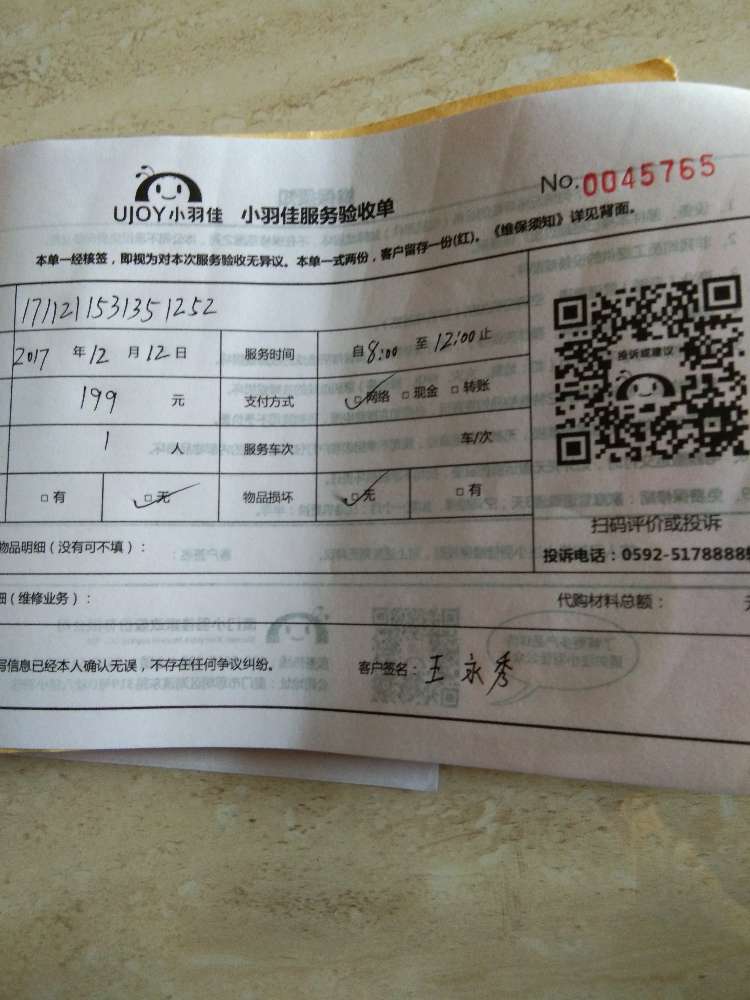 No.0045765
UJOY小羽佳 小羽佳服务验收单
本单一经核签，即视为对本次服务验收无异议。本单一式两份，客户留存一份(红)。《维保须知》详见背面。
1711211531351252
2017 年 12 月 12 日 服务时间 自 8:00 至 12:00 止
199 元 支付方式 □网络 □现金 □转账
1 人 服务车次 车/次
□有 □无 物品损坏 □无 □有
投诉或建议
扫码评价或投诉
投诉电话：0592-5178888
物品明细（没有可不填）：
（维修业务）： 代购材料总额：
写信息已经本人确认无误，不存在任何争议纠纷。 客户签名：王永秀